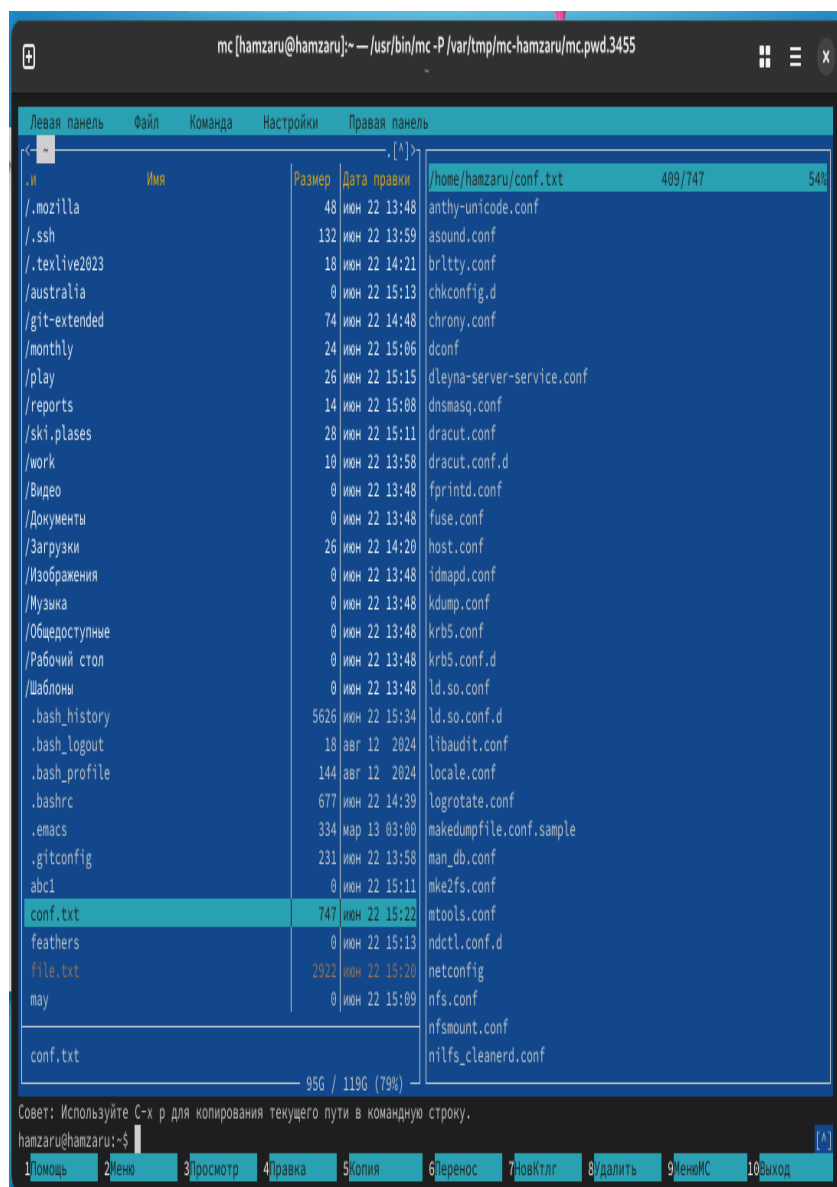 mc [hamzaru@hamzaru]:~ — /usr/bin/mc -P /var/tmp/mc-hamzaru/mc.pwd.3455
~
Левая панель Файл Команда Настройки Правая панель
<- ~ .[^]>
.и Имя Размер Дата правки
/.mozilla 48 июн 22 13:48
/.ssh 132 июн 22 13:59
/.texlive2023 18 июн 22 14:21
/australia 0 июн 22 15:13
/git-extended 74 июн 22 14:48
/monthly 24 июн 22 15:06
/play 26 июн 22 15:15
/reports 14 июн 22 15:08
/ski.plases 28 июн 22 15:11
/work 10 июн 22 13:58
/Видео 0 июн 22 13:48
/Документы 0 июн 22 13:48
/Загрузки 26 июн 22 14:20
/Изображения 0 июн 22 13:48
/Музыка 0 июн 22 13:48
/Общедоступные 0 июн 22 13:48
/Рабочий стол 0 июн 22 13:48
/Шаблоны 0 июн 22 13:48
.bash_history 5626 июн 22 15:34
.bash_logout 18 авг 12 2024
.bash_profile 144 авг 12 2024
.bashrc 677 июн 22 14:39
.emacs 334 мар 13 03:00
.gitconfig 231 июн 22 13:58
abc1 0 июн 22 15:11
conf.txt 747 июн 22 15:22
feathers 0 июн 22 15:13
file.txt 2922 июн 22 15:20
may 0 июн 22 15:09
conf.txt
95G / 119G (79%)
/home/hamzaru/conf.txt 409/747 54%
anthy-unicode.conf
asound.conf
brltty.conf
chkconfig.d
chrony.conf
dconf
dleyna-server-service.conf
dnsmasq.conf
dracut.conf
dracut.conf.d
fprintd.conf
fuse.conf
host.conf
idmapd.conf
kdump.conf
krb5.conf
krb5.conf.d
ld.so.conf
ld.so.conf.d
libaudit.conf
locale.conf
logrotate.conf
makedumpfile.conf.sample
man_db.conf
mke2fs.conf
mtools.conf
ndctl.conf.d
netconfig
nfs.conf
nfsmount.conf
nilfs_cleanerd.conf
Совет: Используйте C-x p для копирования текущего пути в командную строку.
hamzaru@hamzaru:~$ [^]
1Помощь 2Меню 3Просмотр 4Правка 5Копия 6Перенос 7НовКтлг 8Удалить 9МенюMC 10Выход